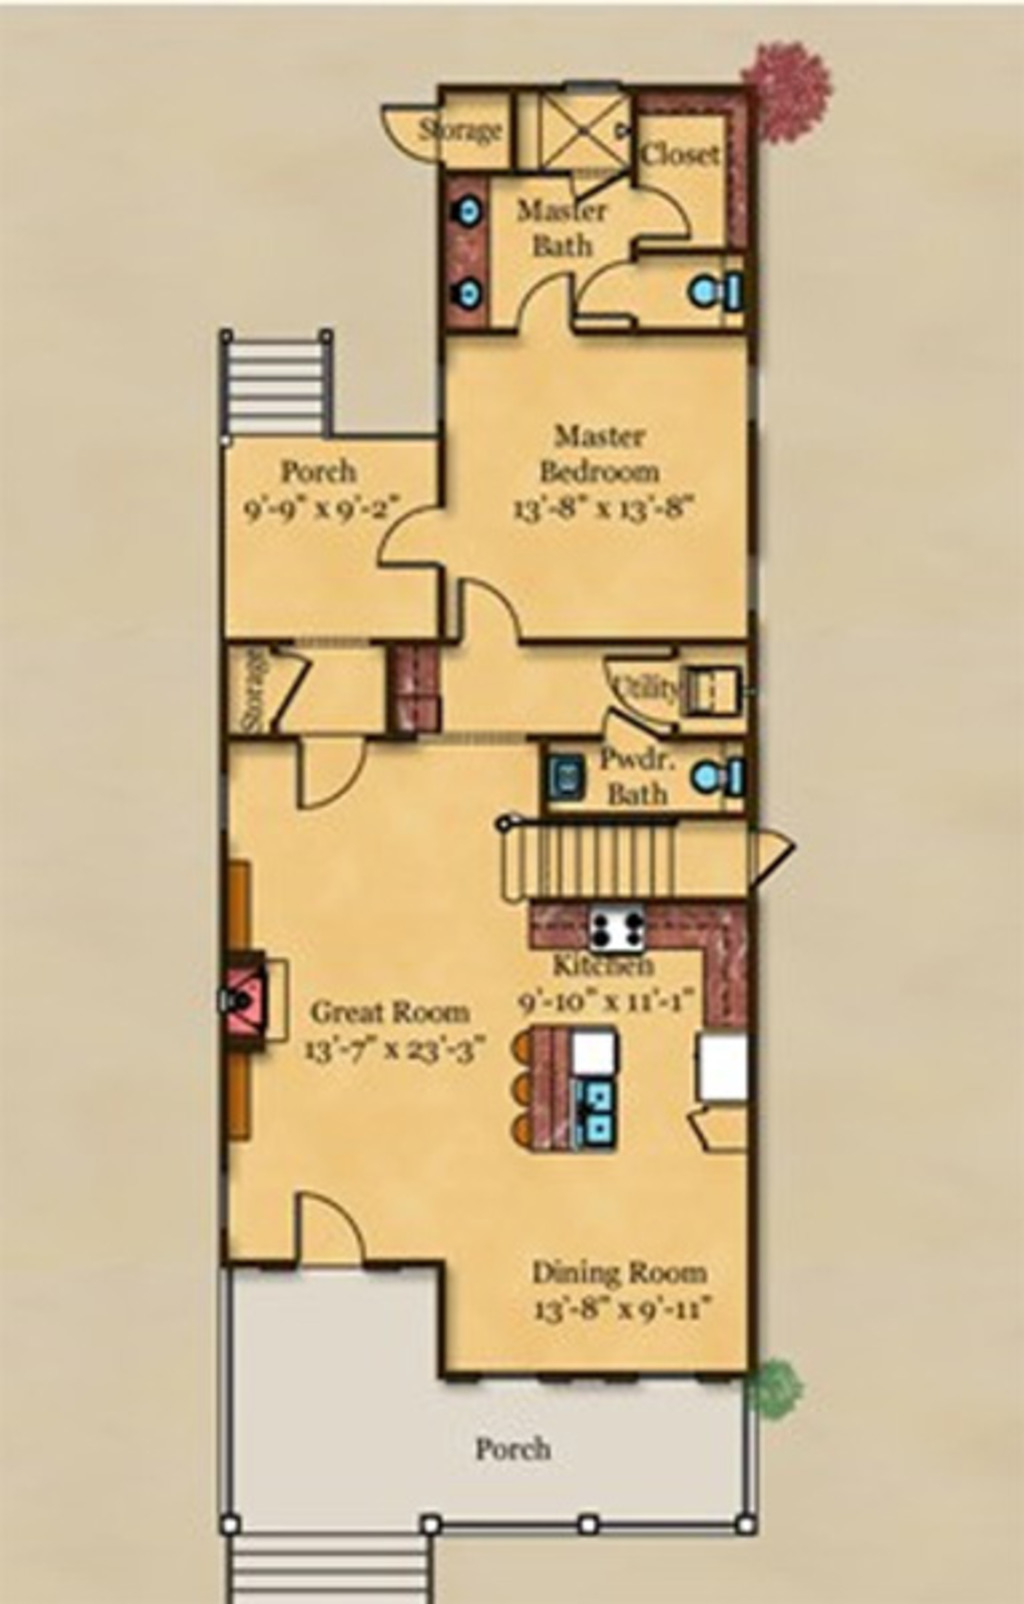 Storage
Closet
Master
Bath
Master
Bedroom
13'-8" x 13'-8"
Porch
9'-9" x 9'-2"
Storage
Utility
Pwdr.
Bath
Kitchen
9'-10" x 11'-1"
Great Room
13'-7" x 23'-3"
Dining Room
13'-8" x 9'-11"
Porch